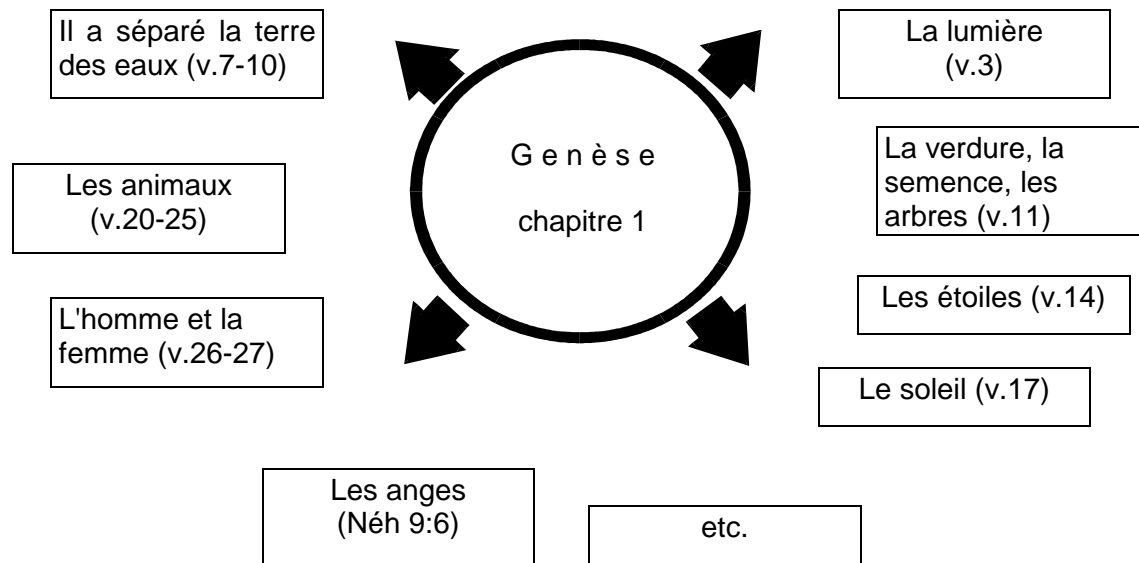 Il a séparé la terre
des eaux (v.7-10)
La lumière
(v.3)
G e n è s e
chapitre 1
La verdure, la
semence, les
arbres (v.11)
Les animaux
(v.20-25)
Les étoiles (v.14)
L'homme et la
femme (v.26-27)
Le soleil (v.17)
Les anges
(Néh 9:6)
etc.